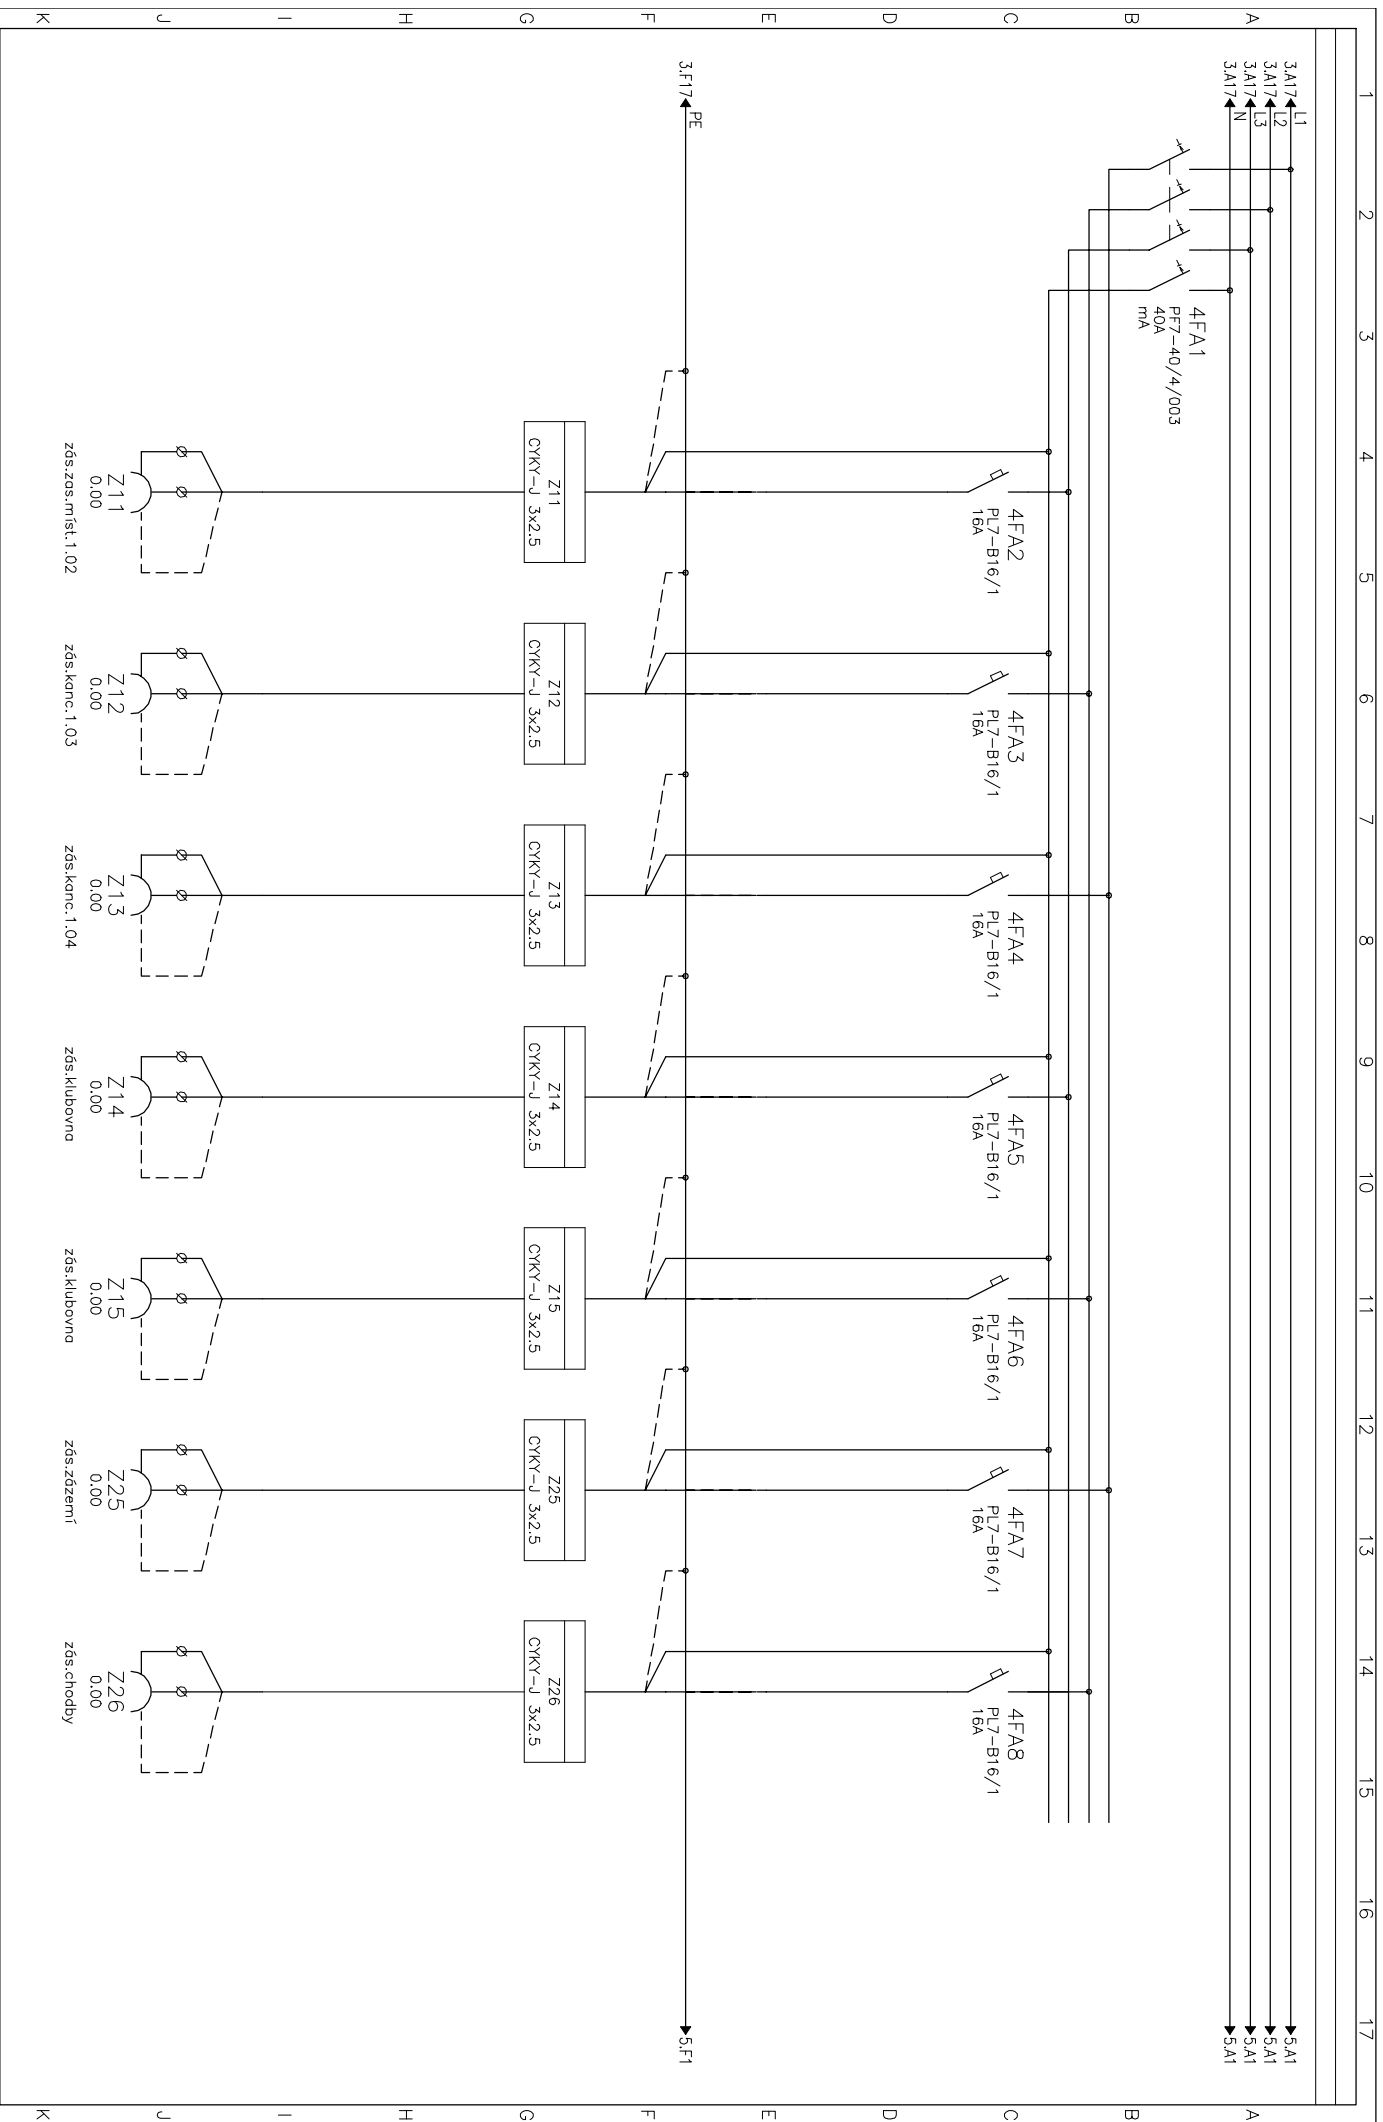 1 2 3 4 5 6 7 8 9 10 11 12 13 14 15 16 17
A
3.A17 L1 5.A1
3.A17 L2 5.A1
3.A17 L3 5.A1
3.A17 N 5.A1
A
B
4FA1
PF7-40/4/003
40A
mA
B
C
4FA2
PL7-B16/1
16A
4FA3
PL7-B16/1
16A
4FA4
PL7-B16/1
16A
4FA5
PL7-B16/1
16A
4FA6
PL7-B16/1
16A
4FA7
PL7-B16/1
16A
4FA8
PL7-B16/1
16A
C
D D
E E
3.F17 PE 5.F1
F F
G
Z11
CYKY-J 3x2.5
Z12
CYKY-J 3x2.5
Z13
CYKY-J 3x2.5
Z14
CYKY-J 3x2.5
Z15
CYKY-J 3x2.5
Z25
CYKY-J 3x2.5
Z26
CYKY-J 3x2.5
G
H H
I I
J J
Z11
0.00
zás.zas.míst.1.02
Z12
0.00
zás.kanc.1.03
Z13
0.00
zás.kanc.1.04
Z14
0.00
zás.klubovna
Z15
0.00
zás.klubovna
Z25
0.00
zás.zázemí
Z26
0.00
zás.chodby
K K